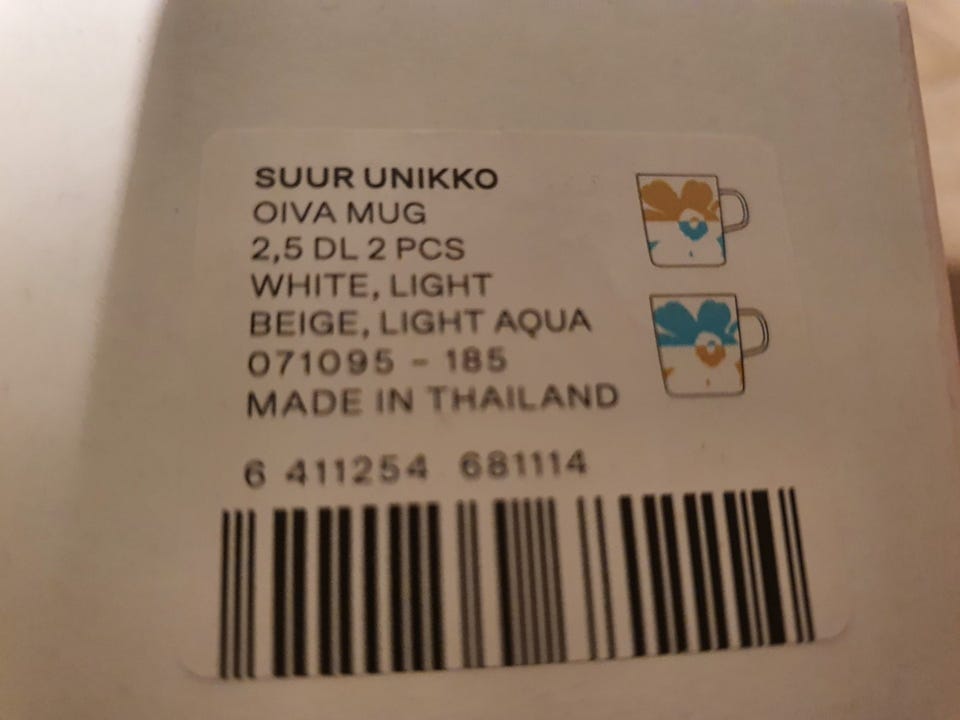 SUUR UNIKKO
OIVA MUG
2,5 DL 2 PCS
WHITE, LIGHT
BEIGE, LIGHT AQUA
071095 - 185
MADE IN THAILAND
6 411254 681114